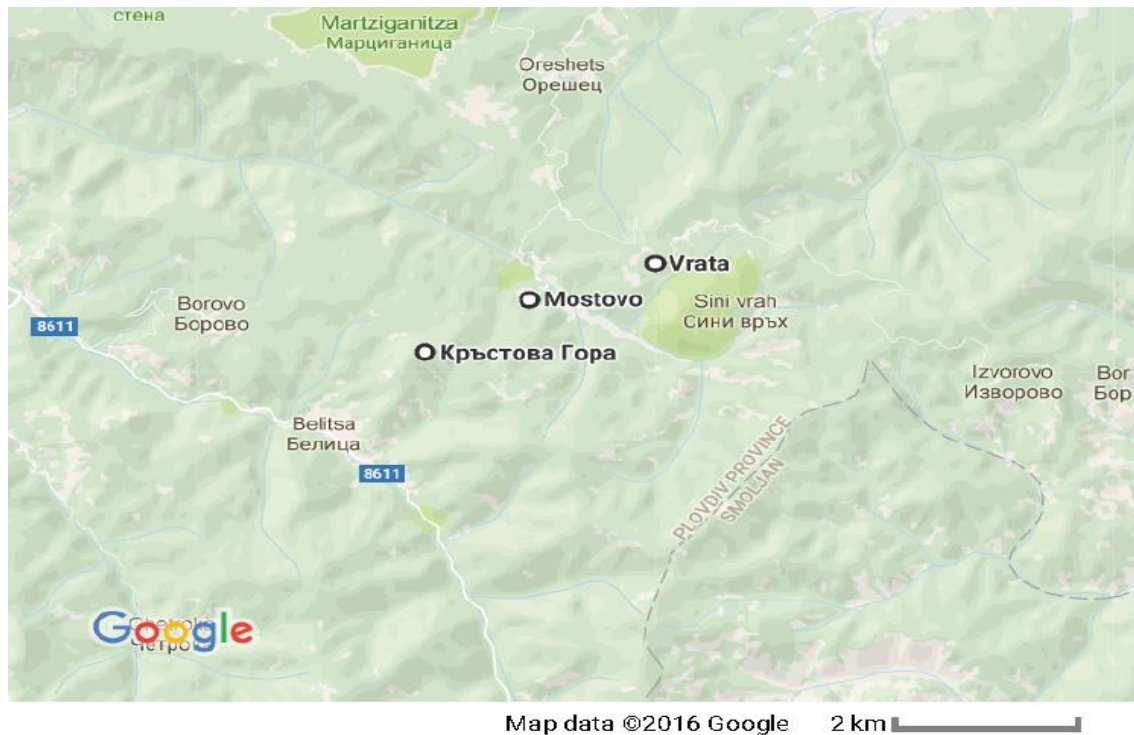 стена
Martziganitza
Марциганица
Oreshets
Орешец
Vrata
Mostovo
Sini vrah
Сини връх
Borovo
Борово
8611
Кръстова Гора
Izvorovo
Изворово
Bor
Бор
Belitsa
Белица
8611
PLOVDIV PROVINCE
SMOLJAN
Google
Четрока
Map data ©2016 Google 2 km